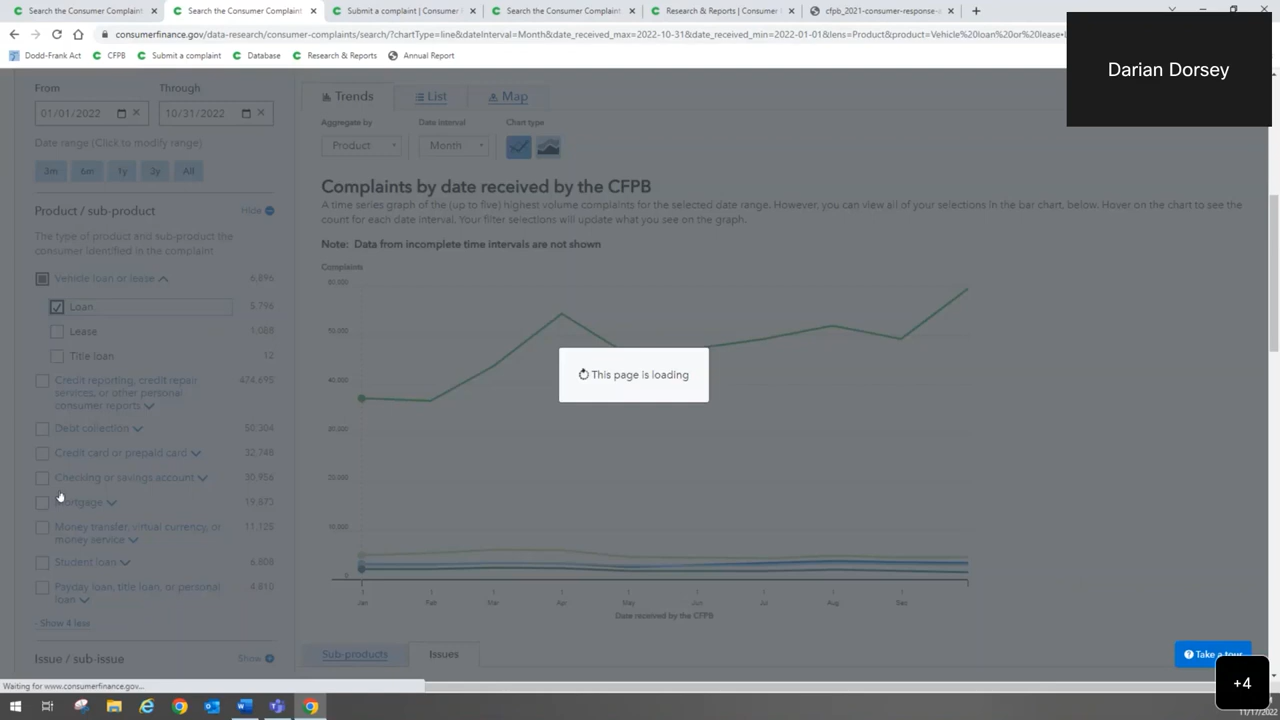 Search the Consumer Complaint
Search the Consumer Complaint
Submit a complaint | Consumer
Search the Consumer Complaint
Research & Reports | Consumer F
cfpb_2021-consumer-response-
consumerfinance.gov/data-research/consumer-complaints/search/?chartType=line&dateInterval=Month&date_received_max=2022-10-31&date_received_min=2022-01-01&lens=Product&product=Vehicle%20loan%20or%20lease•
Dodd-Frank Act
CFPB
Submit a complaint
Database
Research & Reports
Annual Report
Darian Dorsey
From
Through
01/01/2022
10/31/2022
Date range (Click to modify range)
3m
6m
1y
3y
All
Product / sub-product
Hide
The type of product and sub-product the
consumer identified in the complaint
Vehicle loan or lease
6,896
Loan
5,796
Lease
1,088
Title loan
12
Credit reporting, credit repair
474,695
services, or other personal
consumer reports
Debt collection
50,304
Credit card or prepaid card
32,748
Checking or savings account
30,956
Mortgage
19,875
Money transfer, virtual currency, or
11,125
money service
Student loan
6,808
Payday loan, title loan, or personal
4,810
loan
- Show 4 less
Issue / sub-issue
Show
Trends
List
Map
Aggregate by
Date interval
Chart type
Product
Month
Complaints by date received by the CFPB
A time series graph of the (up to five) highest volume complaints for the selected date range. However, you can view all of your selections in the bar chart, below. Hover on the chart to see the
count for each date interval. Your filter selections will update what you see on the graph.
Note: Data from incomplete time intervals are not shown
Complaints
60,000
50,000
40,000
30,000
20,000
10,000
0
This page is loading
Jan
Feb
Mar
Apr
May
Jun
Jul
Aug
Sep
Date received by the CFPB
Sub-products
Issues
Take a tour
+4
Waiting for www.consumerfinance.gov...
11/17/2022